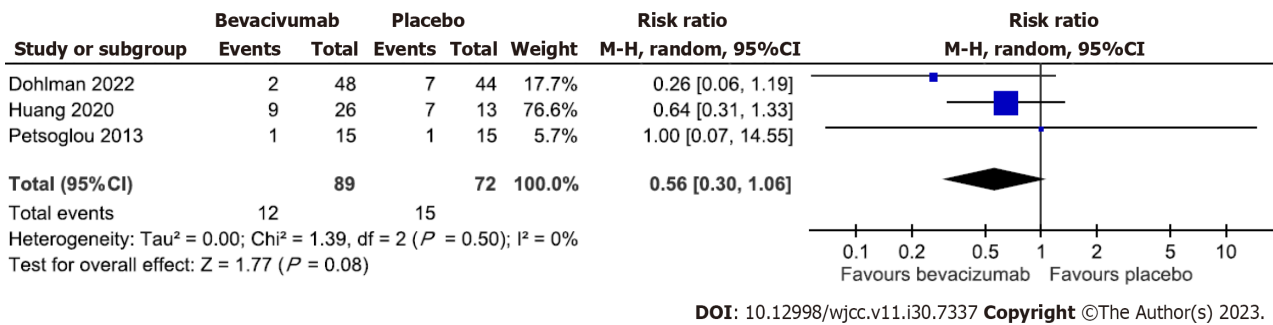 Bevacivumab Placebo Risk ratio Risk ratio
Study or subgroup Events Total Events Total Weight M-H, random, 95%CI M-H, random, 95%CI
Dohlman 2022 2 48 7 44 17.7% 0.26 [0.06, 1.19]
Huang 2020 9 26 7 13 76.6% 0.64 [0.31, 1.33]
Petsoglou 2013 1 15 1 15 5.7% 1.00 [0.07, 14.55]
Total (95%CI) 89 72 100.0% 0.56 [0.30, 1.06]
Total events 12 15
Heterogeneity: Tau² = 0.00; Chi² = 1.39, df = 2 (P = 0.50); I² = 0%
Test for overall effect: Z = 1.77 (P = 0.08)
0.1 0.2 0.5 1 2 5 10
Favours bevacizumab Favours placebo
DOI: 10.12998/wjcc.v11.i30.7337 Copyright ©The Author(s) 2023.